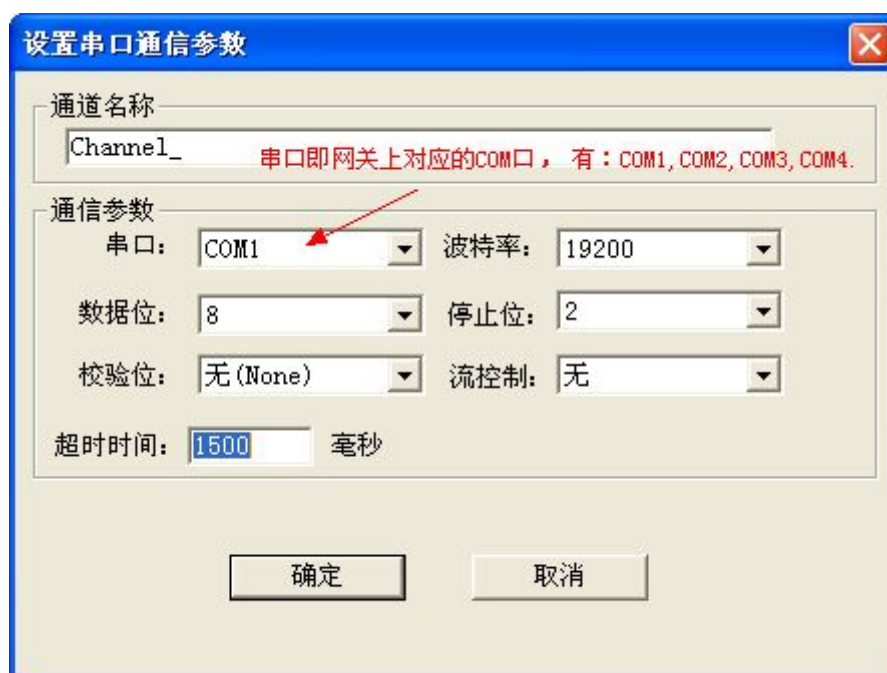 设置串口通信参数
通道名称
Channel_
串口即网关上对应的COM口， 有：COM1,COM2,COM3,COM4.
通信参数
串口： COM1 波特率： 19200
数据位： 8 停止位： 2
校验位： 无(None) 流控制： 无
超时时间： 1500 毫秒
确定 取消